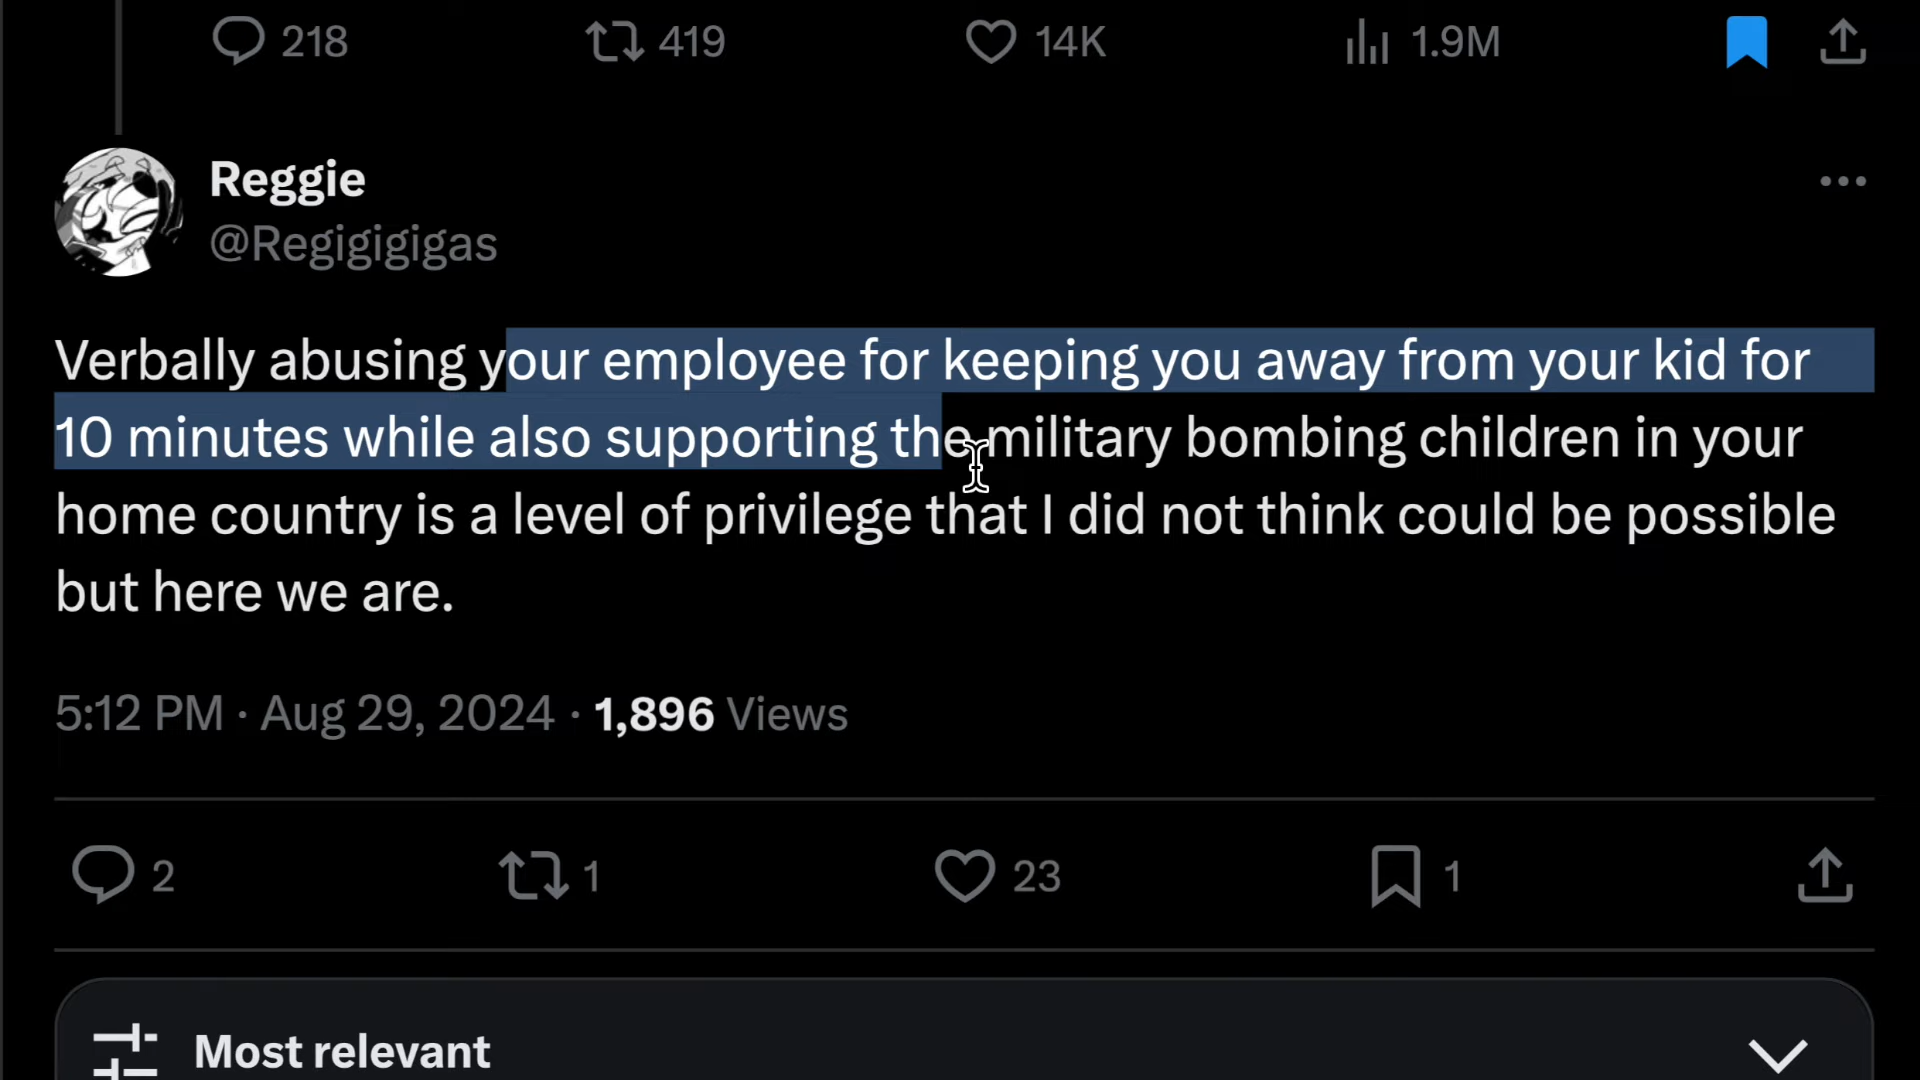 218 419 14K 1.9M
Reggie
@Regigigigas
Verbally abusing your employee for keeping you away from your kid for
10 minutes while also supporting the military bombing children in your
home country is a level of privilege that I did not think could be possible
but here we are.
5:12 PM · Aug 29, 2024 · 1,896 Views
2 1 23 1
Most relevant